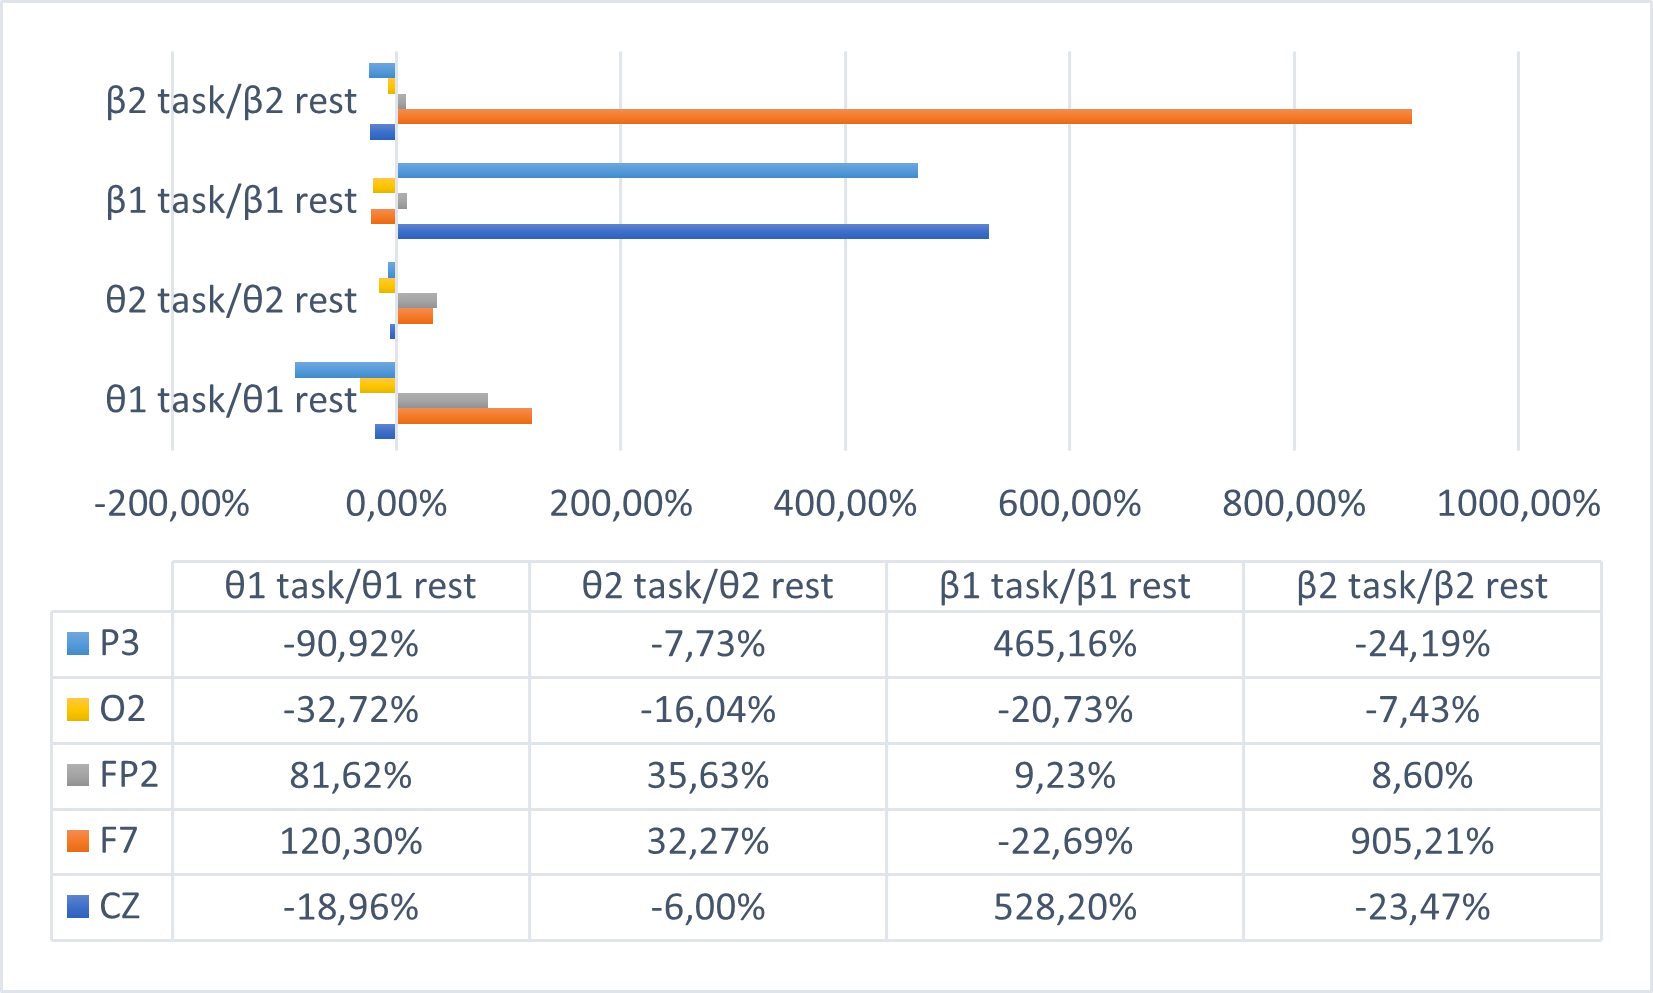 β2 task/β2 rest
β1 task/β1 rest
θ2 task/θ2 rest
θ1 task/θ1 rest
-200,00% 0,00% 200,00% 400,00% 600,00% 800,00% 1000,00%
θ1 task/θ1 rest θ2 task/θ2 rest β1 task/β1 rest β2 task/β2 rest
P3 -90,92% -7,73% 465,16% -24,19%
O2 -32,72% -16,04% -20,73% -7,43%
FP2 81,62% 35,63% 9,23% 8,60%
F7 120,30% 32,27% -22,69% 905,21%
CZ -18,96% -6,00% 528,20% -23,47%